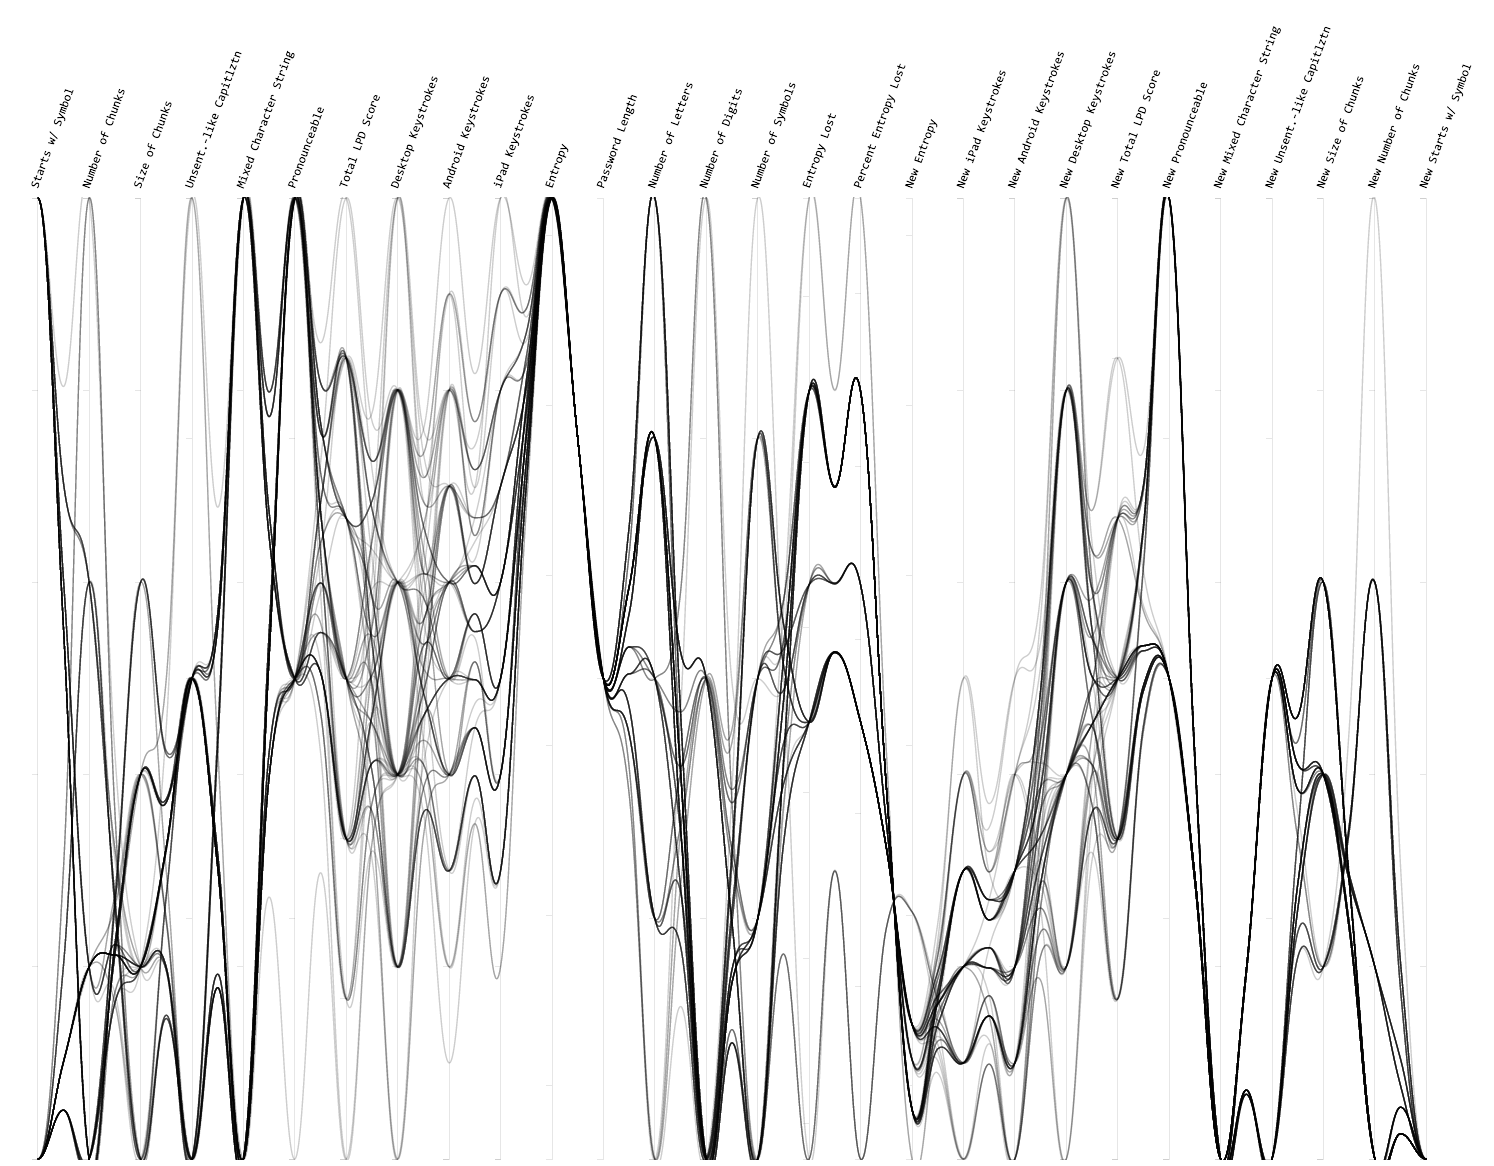 Starts w/ Symbol
Number of Chunks
Size of Chunks
Unsent.-like Capitlztn
Mixed Character String
Pronounceable
Total LPD Score
Desktop Keystrokes
Android Keystrokes
iPad Keystrokes
Entropy
Password Length
Number of Letters
Number of Digits
Number of Symbols
Entropy Lost
Percent Entropy Lost
New Entropy
New iPad Keystrokes
New Android Keystrokes
New Desktop Keystrokes
New Total LPD Score
New Pronounceable
New Mixed Character String
New Unsent.-like Capitlztn
New Size of Chunks
New Number of Chunks
New Starts w/ Symbol